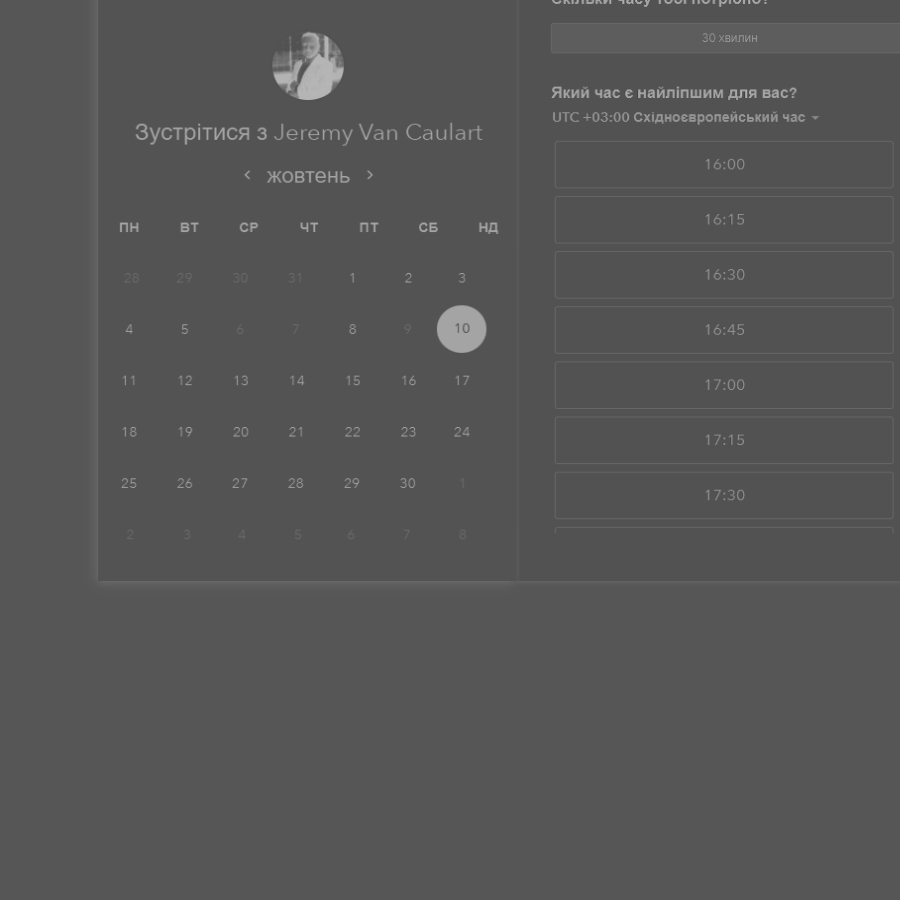 Зустрітися з Jeremy Van Caulart
жовтень
ПН ВТ СР ЧТ ПТ СБ НД
28 29 30 31 1 2 3
4 5 6 7 8 9 10
11 12 13 14 15 16 17
18 19 20 21 22 23 24
25 26 27 28 29 30 1
2 3 4 5 6 7 8
Скільки часу тобі потрібно?
30 хвилин
Який час є найліпшим для вас?
UTC +03:00 Східноєвропейський час
16:00
16:15
16:30
16:45
17:00
17:15
17:30